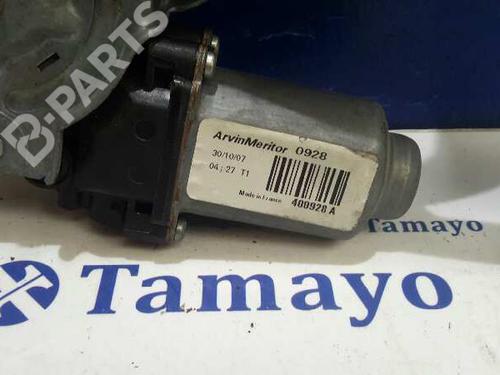 B-PARTS
ArvinMeritor 0928
30/10/07
04:27 T1
Made in France
400928 A
Tamayo
Tamayo